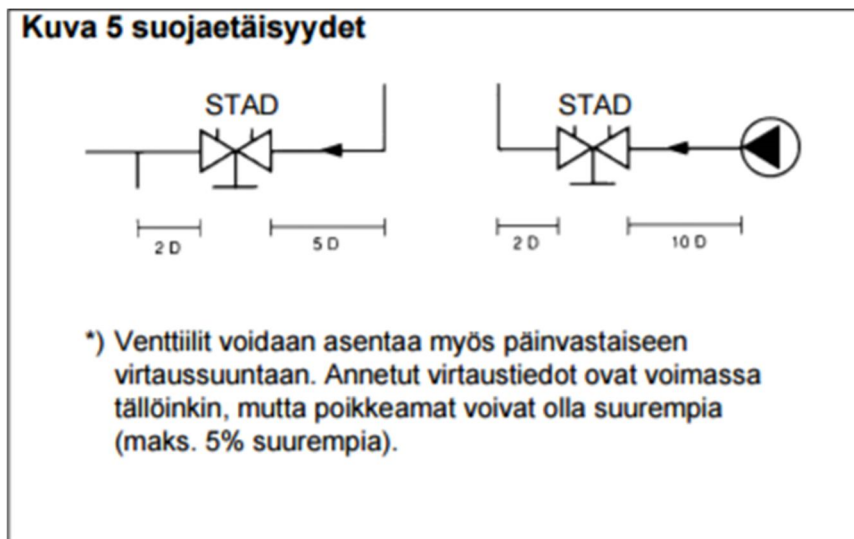 Kuva 5 suojaetäisyydet
STAD
STAD
2 D
5 D
2 D
10 D
*) Venttiilit voidaan asentaa myös päinvastaiseen
virtaussuuntaan. Annetut virtaustiedot ovat voimassa
tällöinkin, mutta poikkeamat voivat olla suurempia
(maks. 5% suurempia).